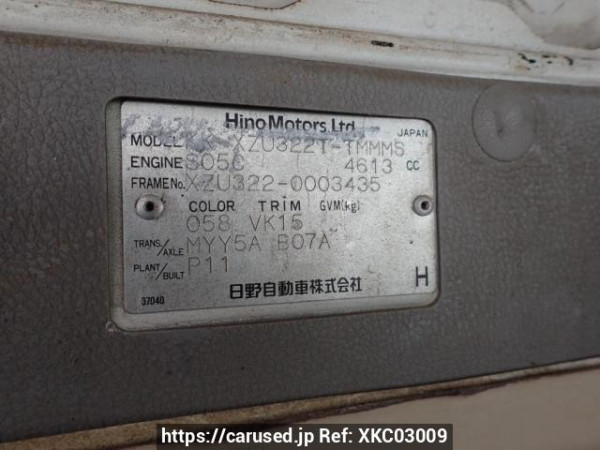 Hino Motors, Ltd.
JAPAN
MODEL XZU322T-TMMMS
ENGINE S05C 4613 CC
FRAME No. XZU322-0003435
COLOR TRIM GVM(kg)
058 VK15
TRANS./AXLE MYY5A B07A
PLANT/BUILT P11
H
37040 日野自動車株式会社
https://carused.jp Ref: XKC03009